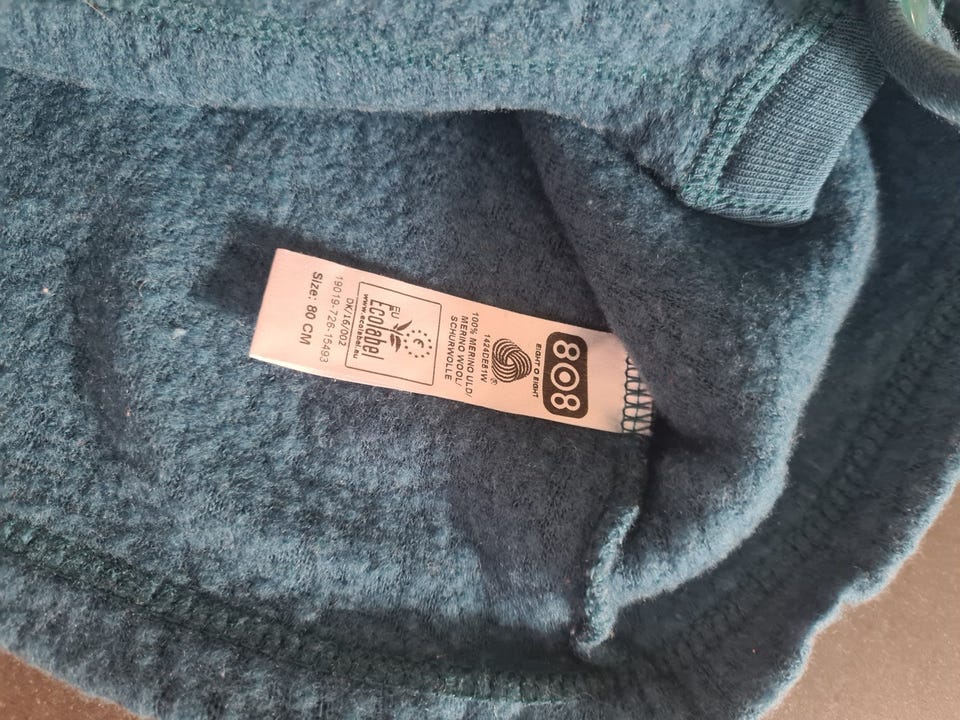 808
EIGHT O EIGHT
®
1424DE81W
100% MERINO ULD/
MERINO WOOL/
SCHURWOLLE
EU
Ecolabel
www.ecolabel.eu
DK/16/002
19019-726-15493
Size: 80 CM